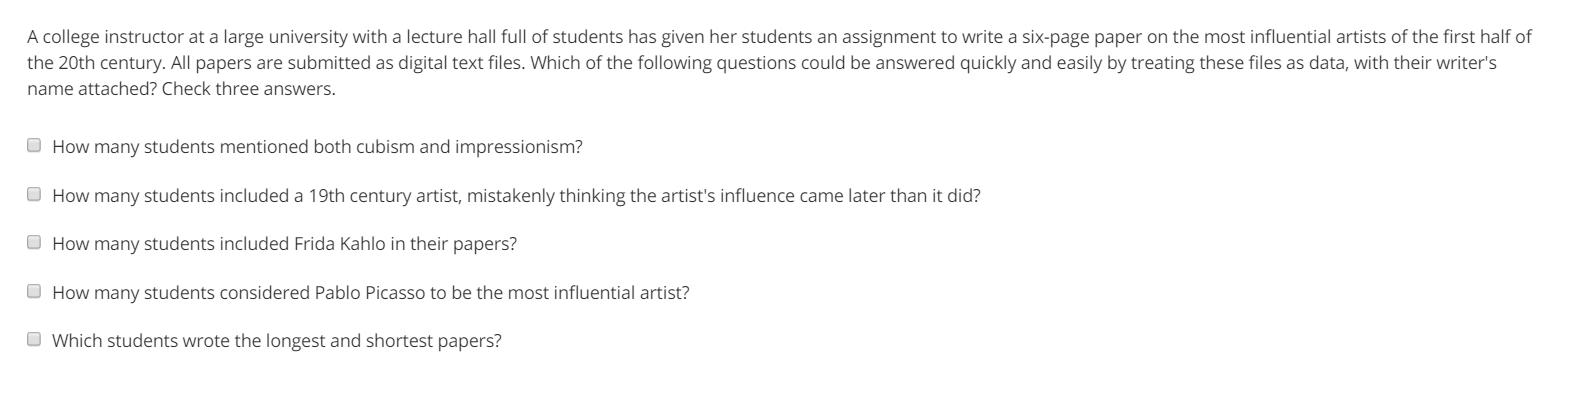 A college instructor at a large university with a lecture hall full of students has given her students an assignment to write a six-page paper on the most influential artists of the first half of
the 20th century. All papers are submitted as digital text files. Which of the following questions could be answered quickly and easily by treating these files as data, with their writer's
name attached? Check three answers.
How many students mentioned both cubism and impressionism?
How many students included a 19th century artist, mistakenly thinking the artist's influence came later than it did?
How many students included Frida Kahlo in their papers?
How many students considered Pablo Picasso to be the most influential artist?
Which students wrote the longest and shortest papers?